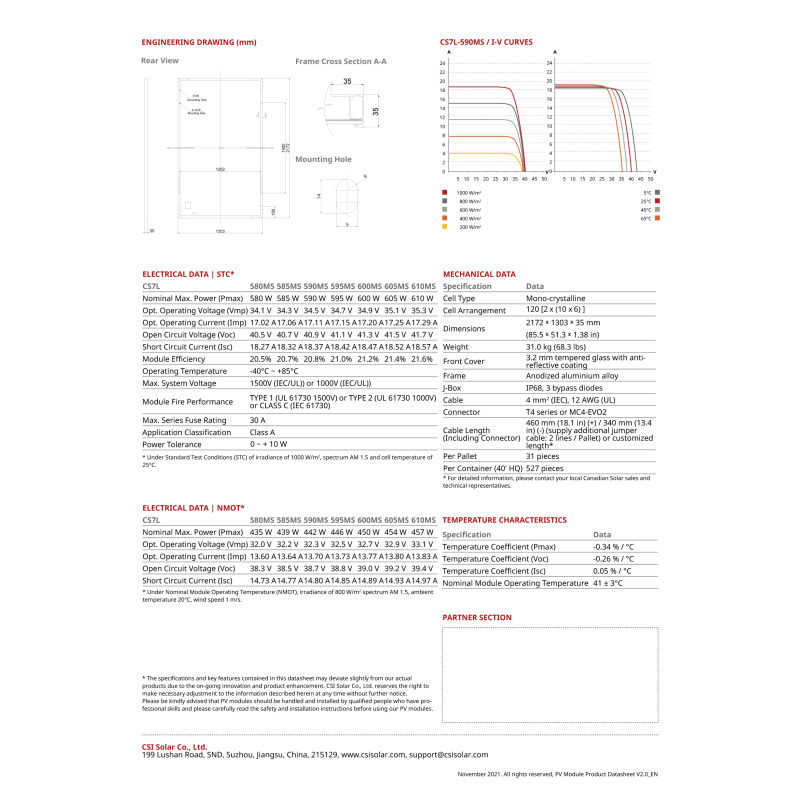 ENGINEERING DRAWING (mm)
Rear View
Frame Cross Section A-A
35
35
Mounting Hole
1052
1303
35
14
9
CS7L-590MS / I-V CURVES
A
24
22
20
18
16
14
12
10
8
6
4
2
0
5 10 15 20 25 30 35 40 45 50 V
1000 W/m²
800 W/m²
600 W/m²
400 W/m²
200 W/m²
A
24
22
20
18
16
14
12
10
8
6
4
2
0
5 10 15 20 25 30 35 40 45 50 V
5°C
25°C
45°C
65°C
ELECTRICAL DATA | STC*
CS7L 580MS 585MS 590MS 595MS 600MS 605MS 610MS
Nominal Max. Power (Pmax) 580 W 585 W 590 W 595 W 600 W 605 W 610 W
Opt. Operating Voltage (Vmp) 34.1 V 34.3 V 34.5 V 34.7 V 34.9 V 35.1 V 35.3 V
Opt. Operating Current (Imp) 17.02 A 17.06 A 17.11 A 17.15 A 17.20 A 17.25 A 17.29 A
Open Circuit Voltage (Voc) 40.5 V 40.7 V 40.9 V 41.1 V 41.3 V 41.5 V 41.7 V
Short Circuit Current (Isc) 18.27 A 18.32 A 18.37 A 18.42 A 18.47 A 18.52 A 18.57 A
Module Efficiency 20.5% 20.7% 20.8% 21.0% 21.2% 21.4% 21.6%
Operating Temperature -40°C ~ +85°C
Max. System Voltage 1500V (IEC/UL)) or 1000V (IEC/UL))
Module Fire Performance TYPE 1 (UL 61730 1500V) or TYPE 2 (UL 61730 1000V)
or CLASS C (IEC 61730)
Max. Series Fuse Rating 30 A
Application Classification Class A
Power Tolerance 0 ~ + 10 W
* Under Standard Test Conditions (STC) of irradiance of 1000 W/m², spectrum AM 1.5 and cell temperature of
25°C.
MECHANICAL DATA
Specification Data
Cell Type Mono-crystalline
Cell Arrangement 120 [2 x (10 x 6) ]
Dimensions 2172 × 1303 × 35 mm
(85.5 × 51.3 × 1.38 in)
Weight 31.0 kg (68.3 lbs)
Front Cover 3.2 mm tempered glass with anti-
reflective coating
Frame Anodized aluminium alloy
J-Box IP68, 3 bypass diodes
Cable 4 mm² (IEC), 12 AWG (UL)
Connector T4 series or MC4-EVO2
Cable Length
(Including Connector)
460 mm (18.1 in) (+) / 340 mm (13.4
in) (-) (supply additional jumper
cable: 2 lines / Pallet) or customized
length*
Per Pallet 31 pieces
Per Container (40' HQ) 527 pieces
* For detailed information, please contact your local Canadian Solar sales and
technical representatives.
ELECTRICAL DATA | NMOT*
CS7L 580MS 585MS 590MS 595MS 600MS 605MS 610MS
Nominal Max. Power (Pmax) 435 W 439 W 442 W 446 W 450 W 454 W 457 W
Opt. Operating Voltage (Vmp) 32.0 V 32.2 V 32.3 V 32.5 V 32.7 V 32.9 V 33.1 V
Opt. Operating Current (Imp) 13.60 A 13.64 A 13.70 A 13.73 A 13.77 A 13.80 A 13.83 A
Open Circuit Voltage (Voc) 38.3 V 38.5 V 38.7 V 38.8 V 39.0 V 39.2 V 39.4 V
Short Circuit Current (Isc) 14.73 A 14.77 A 14.80 A 14.85 A 14.89 A 14.93 A 14.97 A
* Under Nominal Module Operating Temperature (NMOT), irradiance of 800 W/m² spectrum AM 1.5, ambient
temperature 20°C, wind speed 1 m/s.
TEMPERATURE CHARACTERISTICS
Specification Data
Temperature Coefficient (Pmax) -0.34 % / °C
Temperature Coefficient (Voc) -0.26 % / °C
Temperature Coefficient (Isc) 0.05 % / °C
Nominal Module Operating Temperature 41 ± 3°C
PARTNER SECTION
* The specifications and key features contained in this datasheet may deviate slightly from our actual
products due to the on-going innovation and product enhancement. CSI Solar Co., Ltd. reserves the right to
make necessary adjustment to the information described herein at any time without further notice.
Please be kindly advised that PV modules should be handled and installed by qualified people who have pro-
fessional skills and please carefully read the safety and installation instructions before using our PV modules.
CSI Solar Co., Ltd.
199 Lushan Road, SND, Suzhou, Jiangsu, China, 215129, www.csisolar.com, support@csisolar.com
November 2021. All rights reserved, PV Module Product Datasheet V2.0_EN